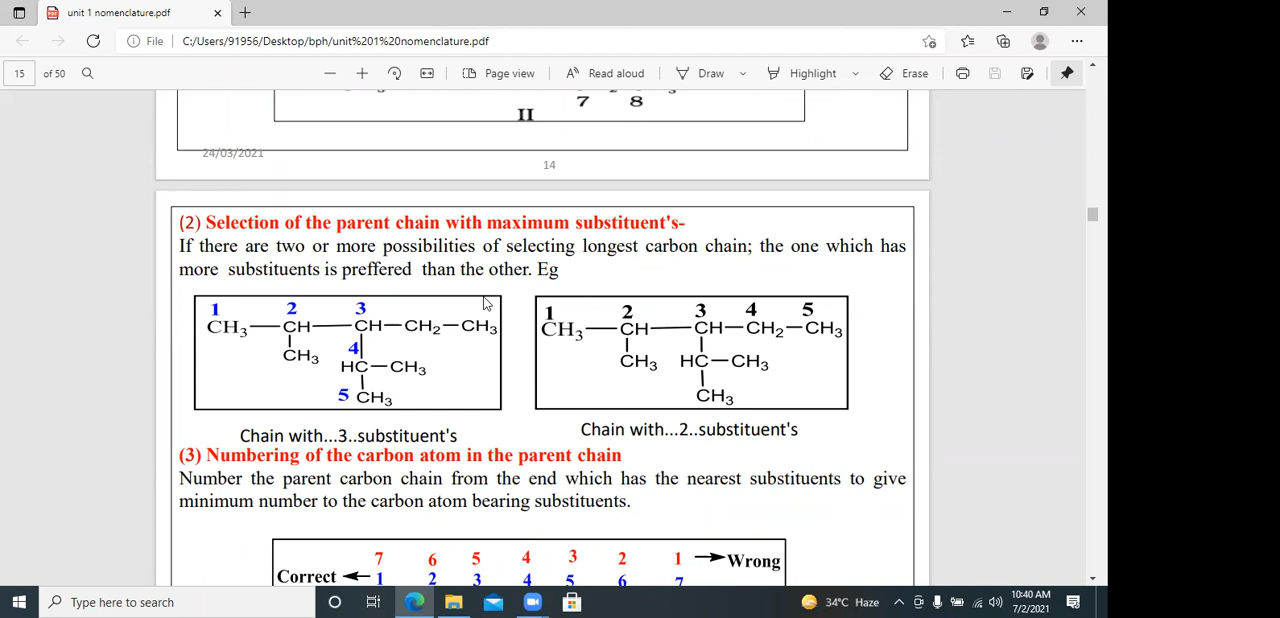 unit 1 nomenclature.pdf
File C:/Users/91956/Desktop/bph/unit%201%20nomenclature.pdf
15 of 50 Page view Read aloud Draw Highlight Erase
7 8
II
24/03/2021
14
(2) Selection of the parent chain with maximum substituent's-
If there are two or more possibilities of selecting longest carbon chain; the one which has
more substituents is preffered than the other. Eg
1 2 3
CH3—CH—CH—CH2—CH3
CH3
4
HC—CH3
5 CH3
1 2 3 4 5
CH3—CH—CH—CH2—CH3
CH3 HC—CH3
CH3
Chain with...3..substituent's
Chain with...2..substituent's
(3) Numbering of the carbon atom in the parent chain
Number the parent carbon chain from the end which has the nearest substituents to give
minimum number to the carbon atom bearing substituents.
7 6 5 4 3 2 1 Wrong
Correct 1 2 3 4 5 6 7
Type here to search
34°C Haze
10:40 AM
7/2/2021